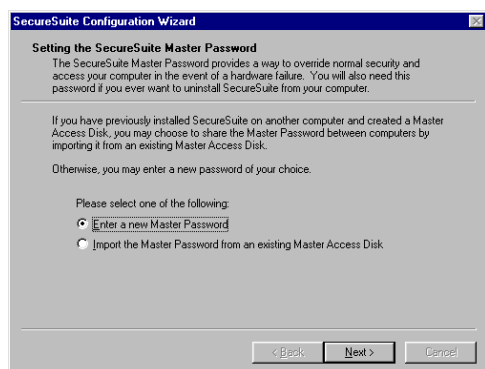 SecureSuite Configuration Wizard
Setting the SecureSuite Master Password
The SecureSuite Master Password provides a way to override normal security and
access your computer in the event of a hardware failure. You will also need this
password if you ever want to uninstall SecureSuite from your computer.
If you have previously installed SecureSuite on another computer and created a Master
Access Disk, you may choose to share the Master Password between computers by
importing it from an existing Master Access Disk.
Otherwise, you may enter a new password of your choice.
Please select one of the following:
Enter a new Master Password
Import the Master Password from an existing Master Access Disk
< Back Next > Cancel